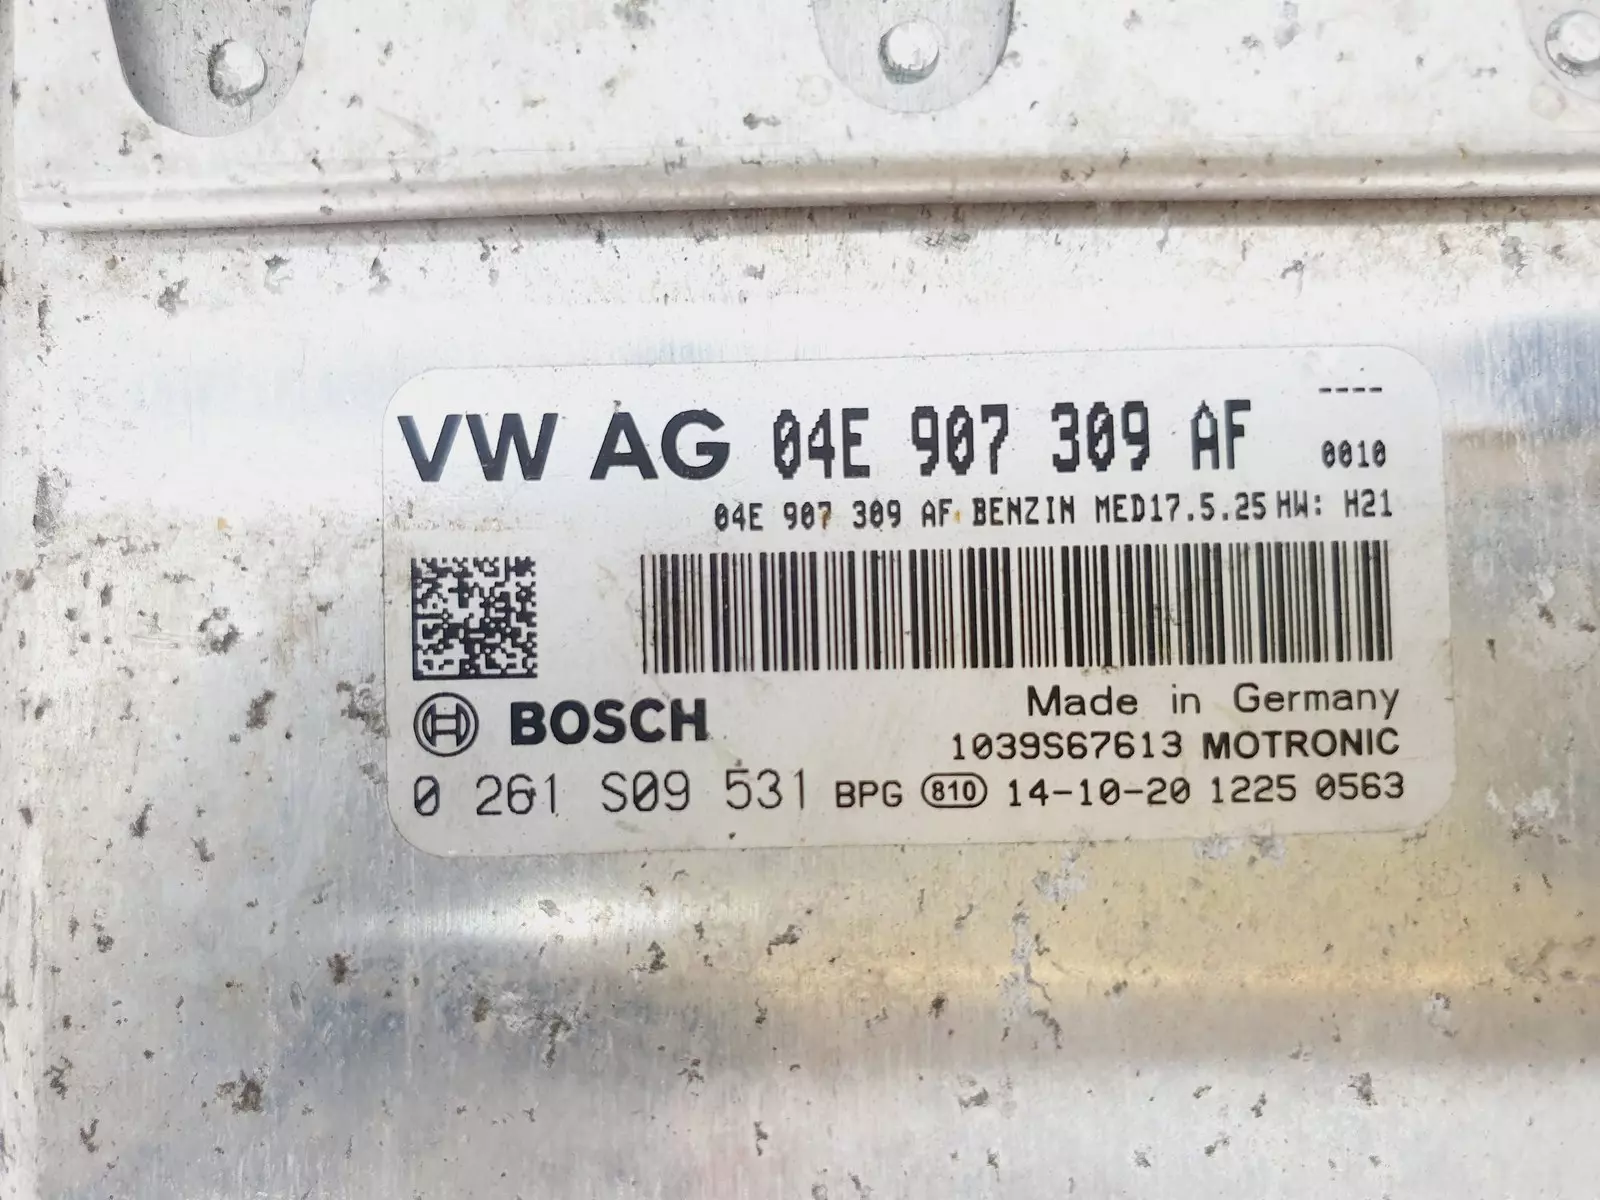 ----
VW AG 04E 907 309 AF 0010
04E 907 309 AF BENZIN MED17.5.25 HW: H21
BOSCH
Made in Germany
1039S67613 MOTRONIC
0 261 S09 531 BPG 810 14-10-20 1225 0563